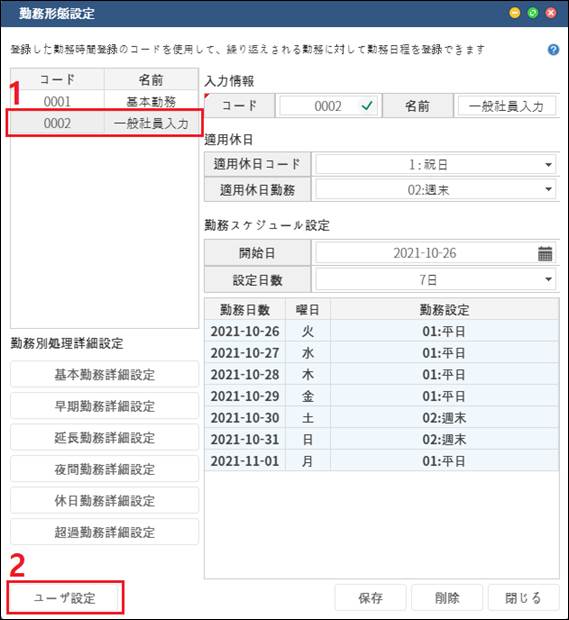 勤務形態設定
登録した勤務時間登録のコードを使用して、繰り返えされる勤務に対して勤務日程を登録できます ?
1
コード 名前
0001 基本勤務
0002 一般社員入力
入力情報
コード 0002 名前 一般社員入力
適用休日
適用休日コード 1:祝日
適用休日勤務 02:週末
勤務スケジュール設定
開始日 2021-10-26
設定日数 7日
勤務日数 曜日 勤務設定
2021-10-26 火 01:平日
2021-10-27 水 01:平日
2021-10-28 木 01:平日
2021-10-29 金 01:平日
2021-10-30 土 02:週末
2021-10-31 日 02:週末
2021-11-01 月 01:平日
勤務別処理詳細設定
基本勤務詳細設定
早期勤務詳細設定
延長勤務詳細設定
夜間勤務詳細設定
休日勤務詳細設定
超過勤務詳細設定
2
ユーザ設定
保存 削除 閉じる